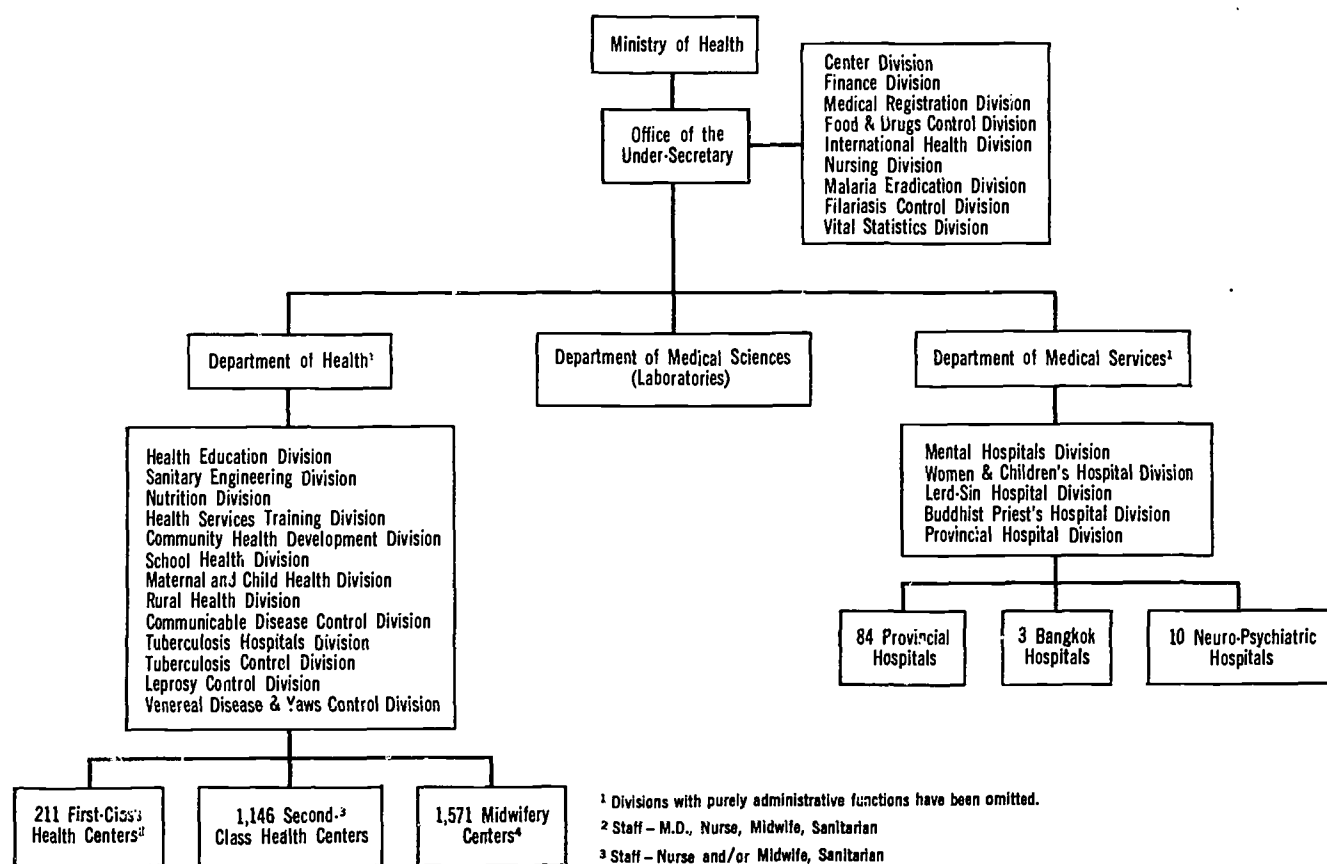 Ministry of Health
Office of the
Under-Secretary
Center Division
Finance Division
Medical Registration Division
Food & Drugs Control Division
International Health Division
Nursing Division
Malaria Eradication Division
Filariasis Control Division
Vital Statistics Division
Department of Health¹
Department of Medical Sciences
(Laboratories)
Department of Medical Services¹
Health Education Division
Sanitary Engineering Division
Nutrition Division
Health Services Training Division
Community Health Development Division
School Health Division
Maternal and Child Health Division
Rural Health Division
Communicable Disease Control Division
Tuberculosis Hospitals Division
Tuberculosis Control Division
Leprosy Control Division
Venereal Disease & Yaws Control Division
Mental Hospitals Division
Women & Children's Hospital Division
Lerd-Sin Hospital Division
Buddhist Priest's Hospital Division
Provincial Hospital Division
84 Provincial
Hospitals
3 Bangkok
Hospitals
10 Neuro-Psychiatric
Hospitals
211 First-Class
Health Centers
1,146 Second-³
Class Health Centers
1,571 Midwifery
Centers⁴
¹ Divisions with purely administrative functions have been omitted.
² Staff – M.D., Nurse, Midwife, Sanitarian
³ Staff – Nurse and/or Midwife, Sanitarian